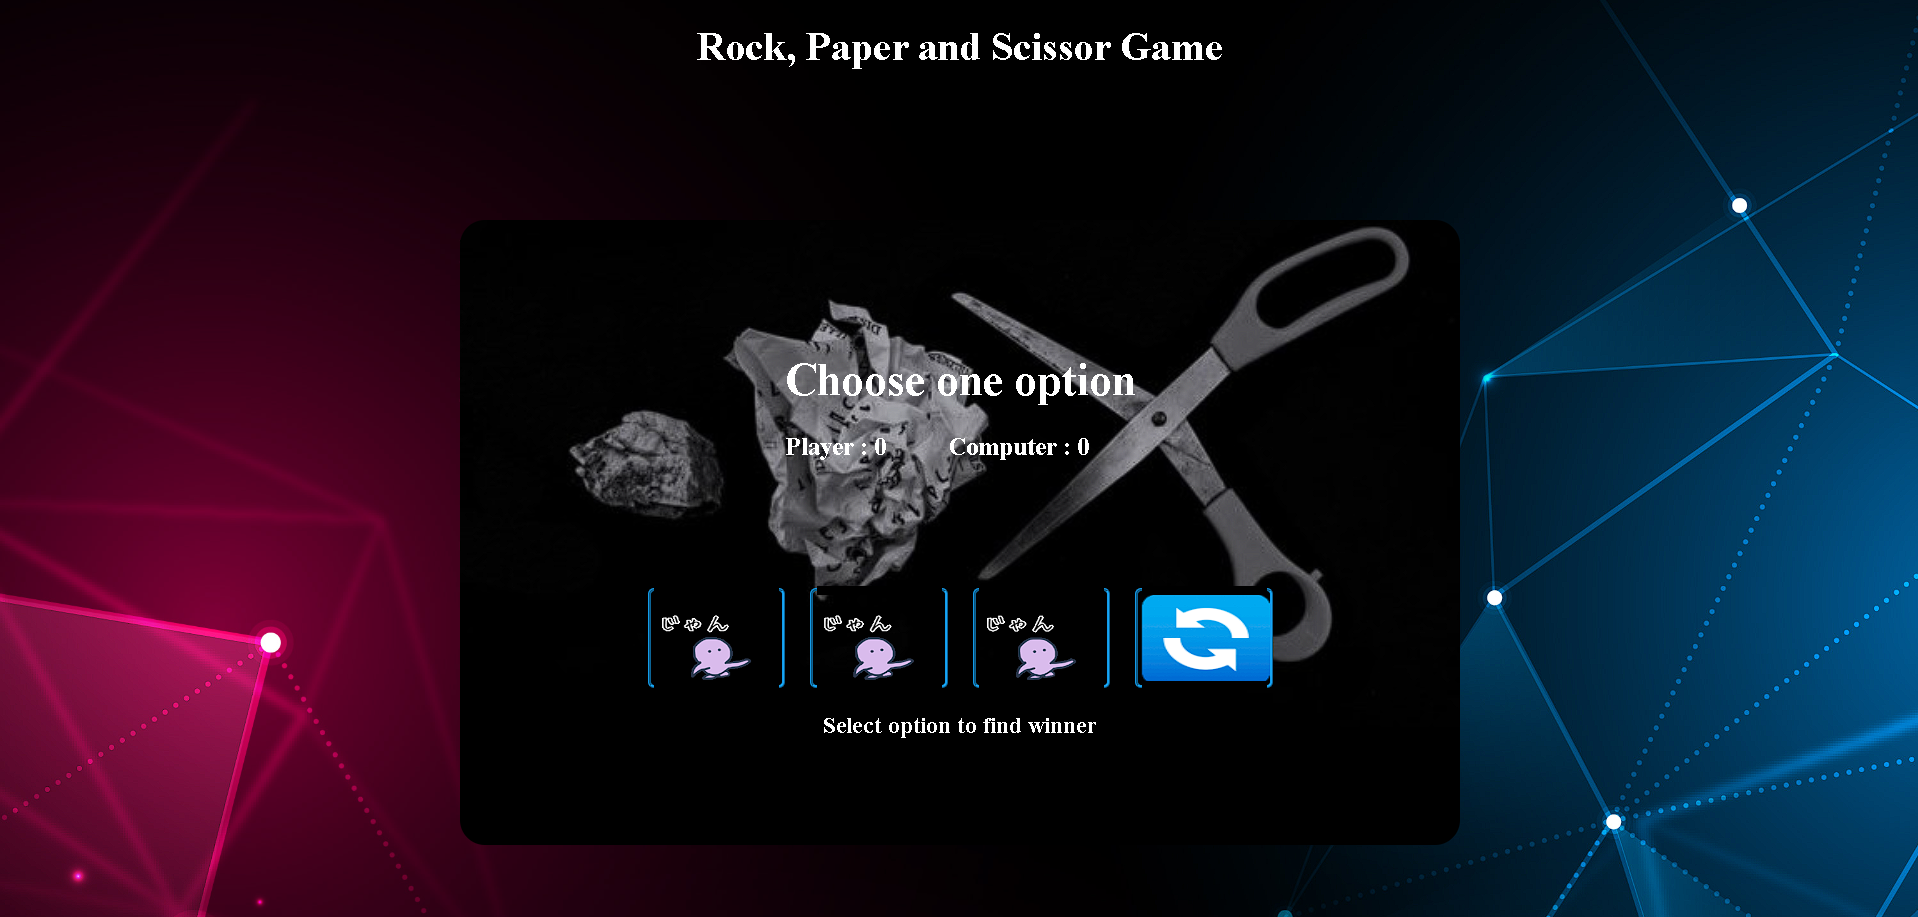 Rock, Paper and Scissor Game
Choose one option
Player : 0 Computer : 0
じゃん じゃん じゃん
Select option to find winner